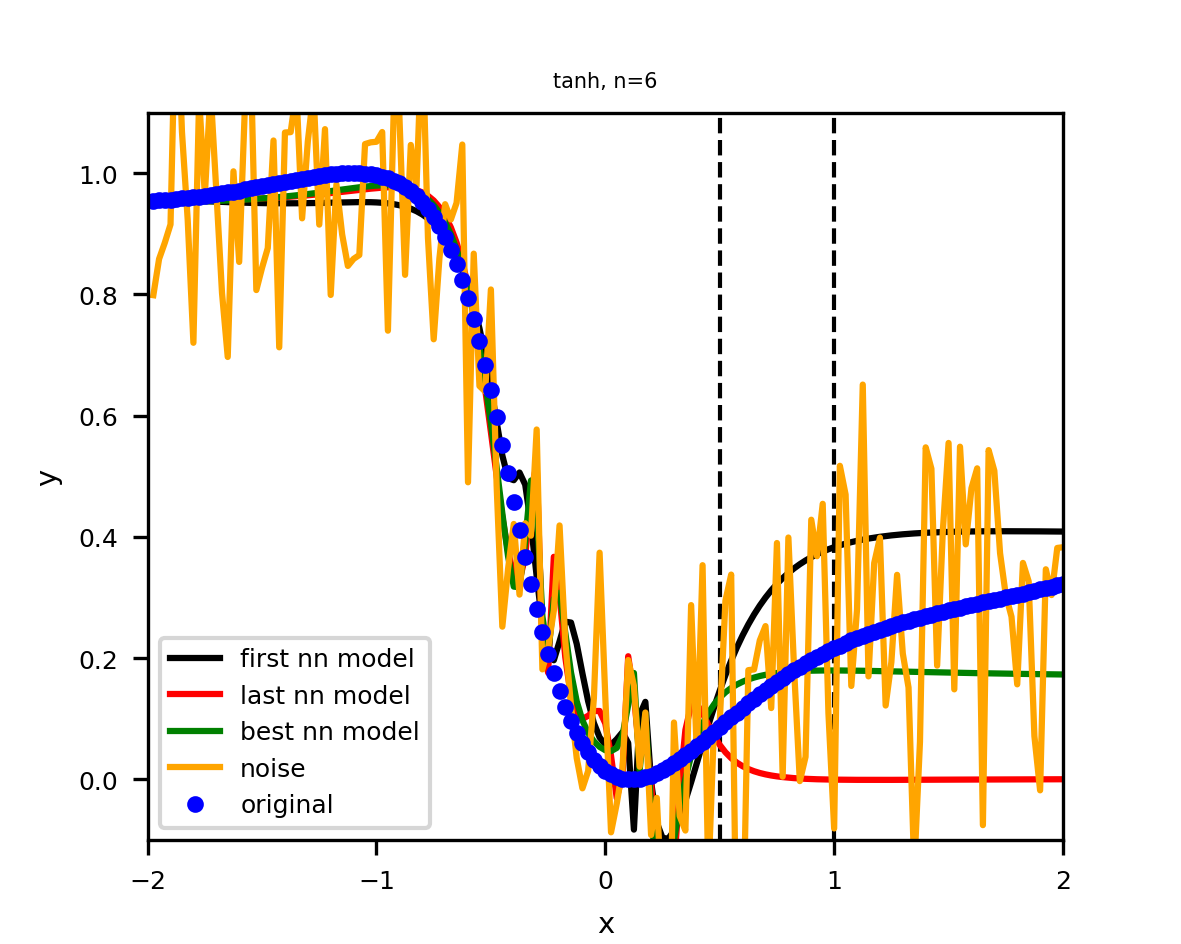 tanh, n=6
y
1.0
0.8
0.6
0.4
0.2
0.0
first nn model
last nn model
best nn model
noise
original
−2
−1
0
1
2
x